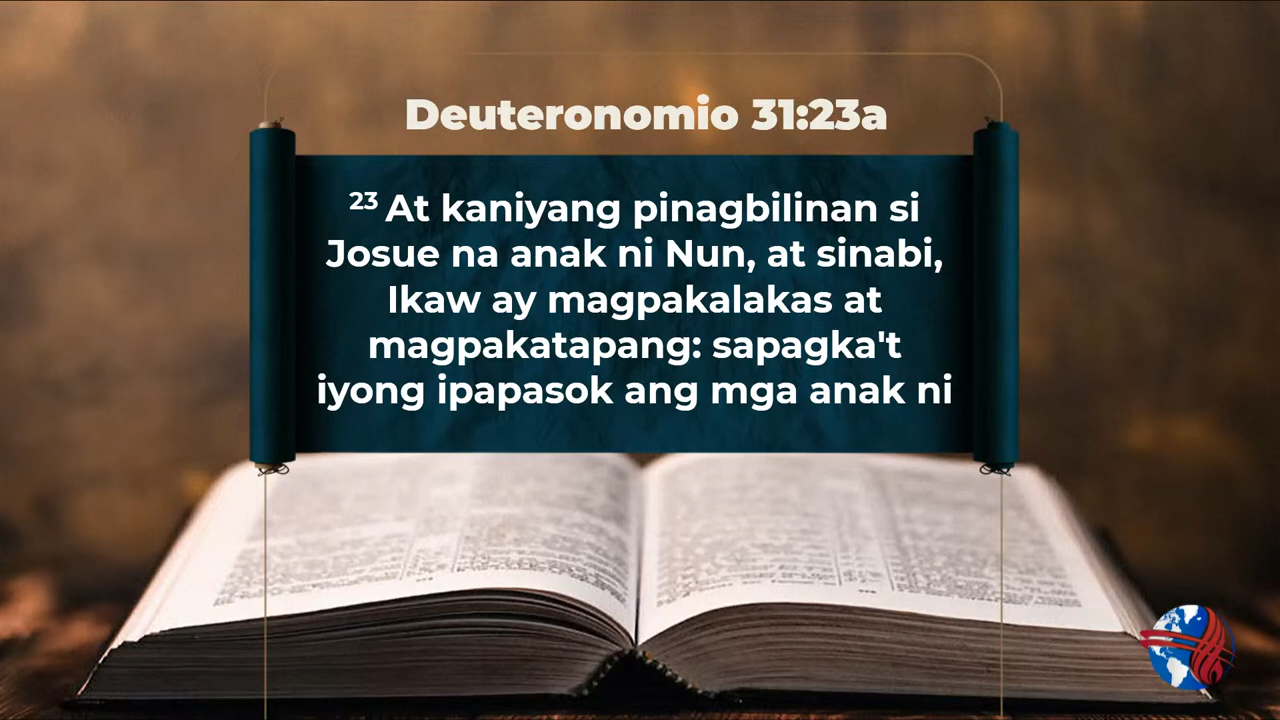 Deuteronomio 31:23a
²³ At kaniyang pinagbilinan si
Josue na anak ni Nun, at sinabi,
Ikaw ay magpakalakas at
magpakatapang: sapagka't
iyong ipapasok ang mga anak ni